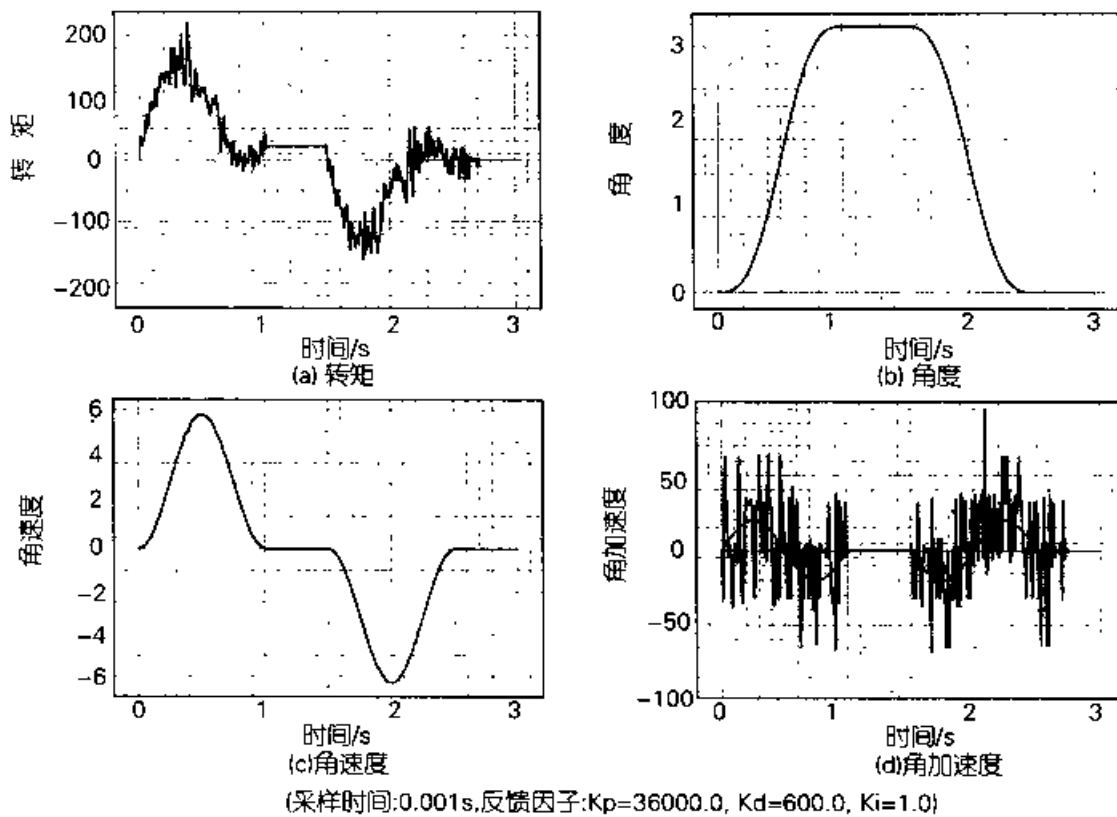 200
100
0
-100
-200
转 矩
0 1 2 3
时间/s
(a) 转矩
3
2
1
0
角 度
0 1 2 3
时间/s
(b) 角度
6
4
2
0
-2
-4
-6
角速度
0 1 2 3
时间/s
(c)角速度
100
50
0
-50
-100
角加速度
0 1 2 3
时间/s
(d)角加速度
(采样时间:0.001s,反馈因子:Kp=36000.0, Kd=600.0, Ki=1.0)